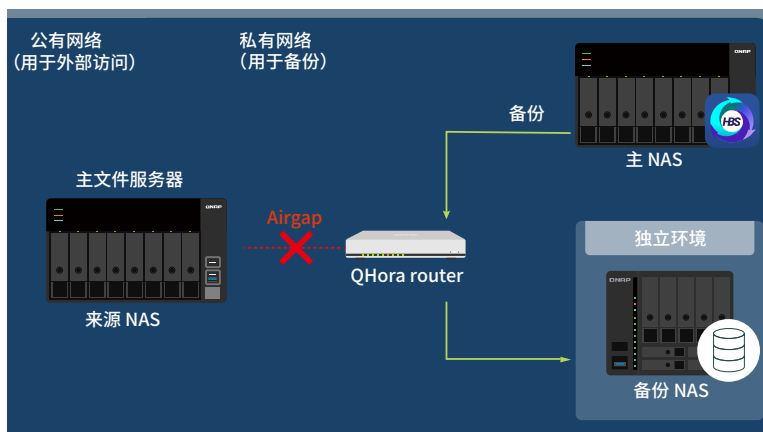 公有网络
（用于外部访问）
私有网络
（用于备份）
QNAP
HBS
备份
主 NAS
主文件服务器
QNAP
来源 NAS
Airgap
QHora router
独立环境
QNAP
备份 NAS